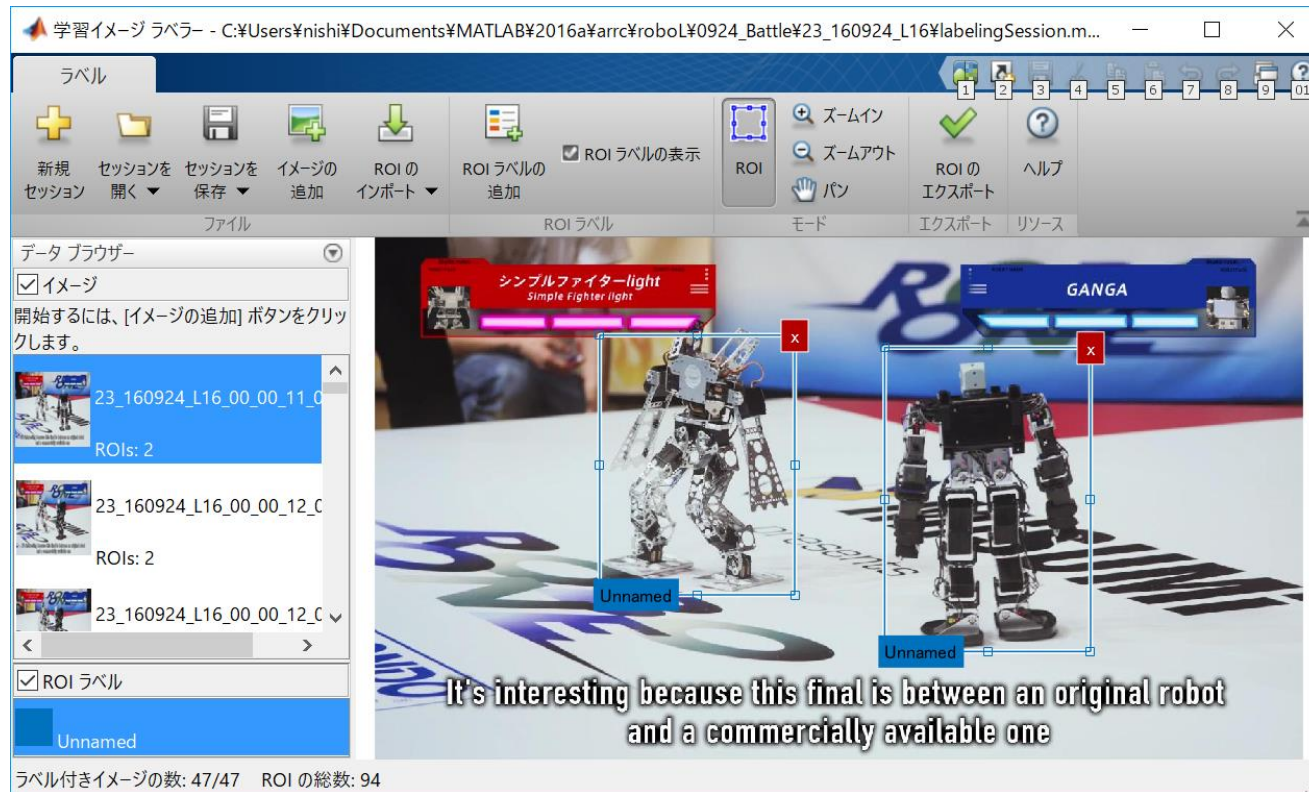 学習イメージ ラベラー - C:¥Users¥nishi¥Documents¥MATLAB¥2016a¥arrc¥roboL¥0924_Battle¥23_160924_L16¥labelingSession.m...
ラベル
1 2 3 4 5 6 7 8 9 01
新規
セッション
セッションを
開く
セッションを
保存
イメージの
追加
ROI の
インポート
ROI ラベルの
追加
ROI ラベルの表示
ROI
ズームイン
ズームアウト
パン
ROI の
エクスポート
ヘルプ
ファイル
ROI ラベル
モード
エクスポート
リソース
データ ブラウザー
イメージ
開始するには、[イメージの追加] ボタンをクリッ
クします。
23_160924_L16_00_00_11_0
ROIs: 2
23_160924_L16_00_00_12_0
ROIs: 2
23_160924_L16_00_00_12_0
ROI ラベル
Unnamed
シンプルファイターlight
Simple Fighter light
GANGA
x
x
presents
Unnamed
Unnamed
It's interesting because this final is between an original robot
and a commercially available one
ラベル付きイメージの数: 47/47 ROI の総数: 94